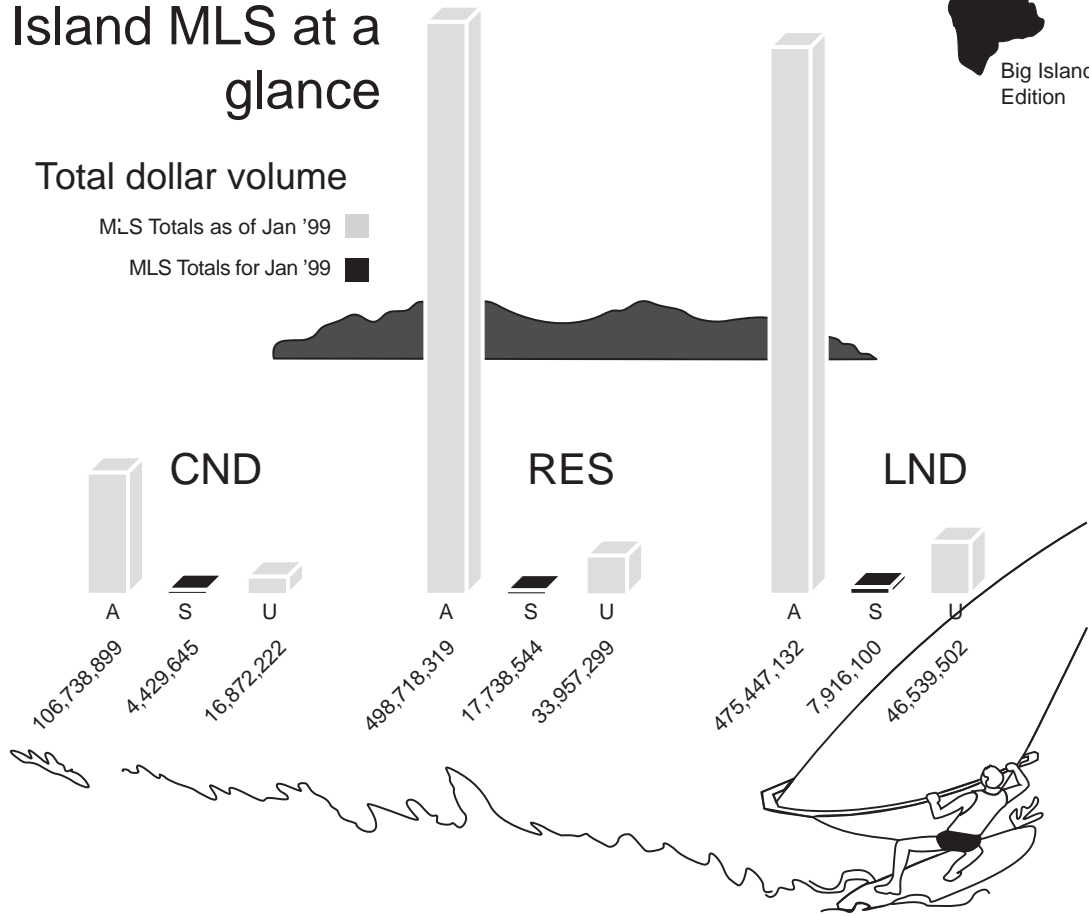 Island MLS at a
glance
Big Island
Edition
Total dollar volume
MLS Totals as of Jan '99
MLS Totals for Jan '99
CND
RES
LND
A S U
A S U
A S U
106,738,899
4,429,645
16,872,222
498,718,319
17,738,544
33,957,299
475,447,132
7,916,100
46,539,502